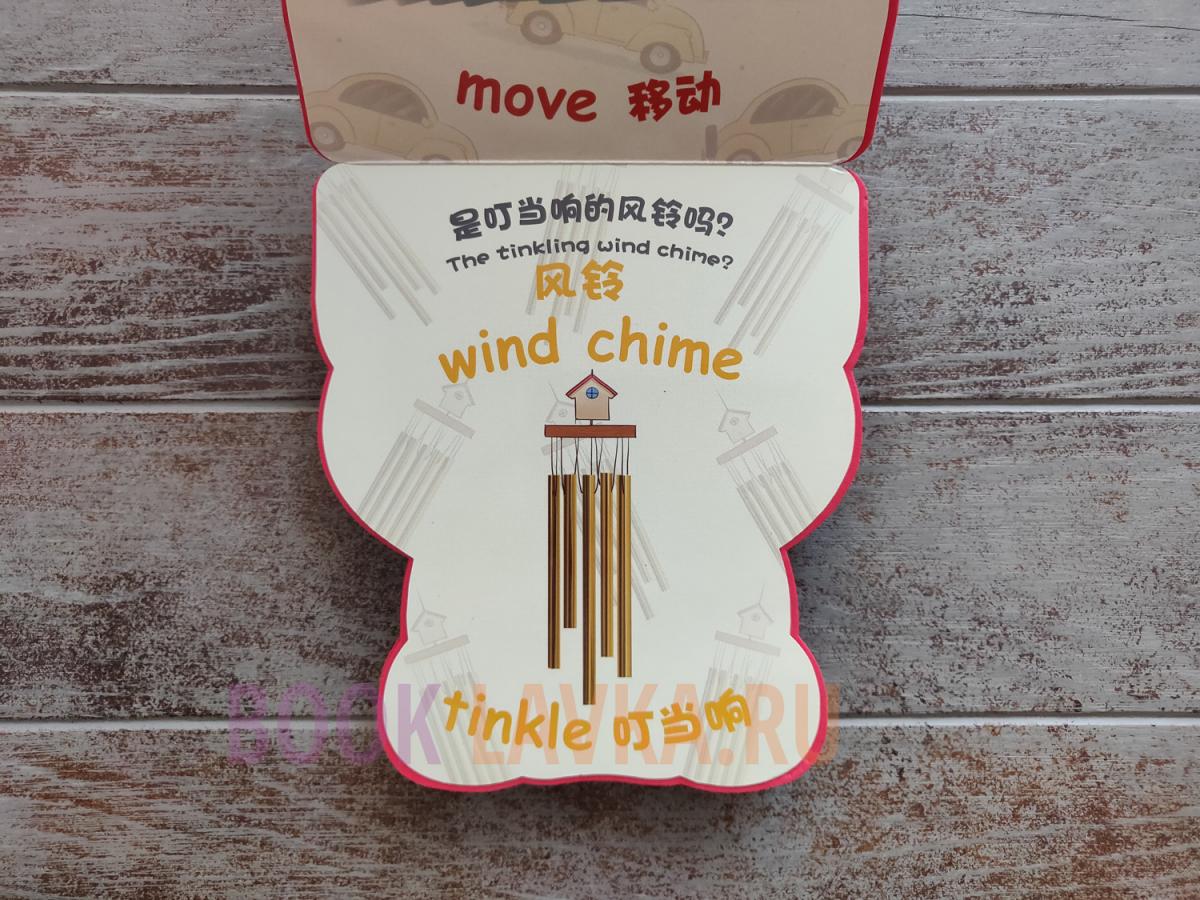 move 移动
是叮当响的风铃吗?
The tinkling wind chime?
风铃
wind chime
tinkle 叮当响
BOOK-LAVKA.RU